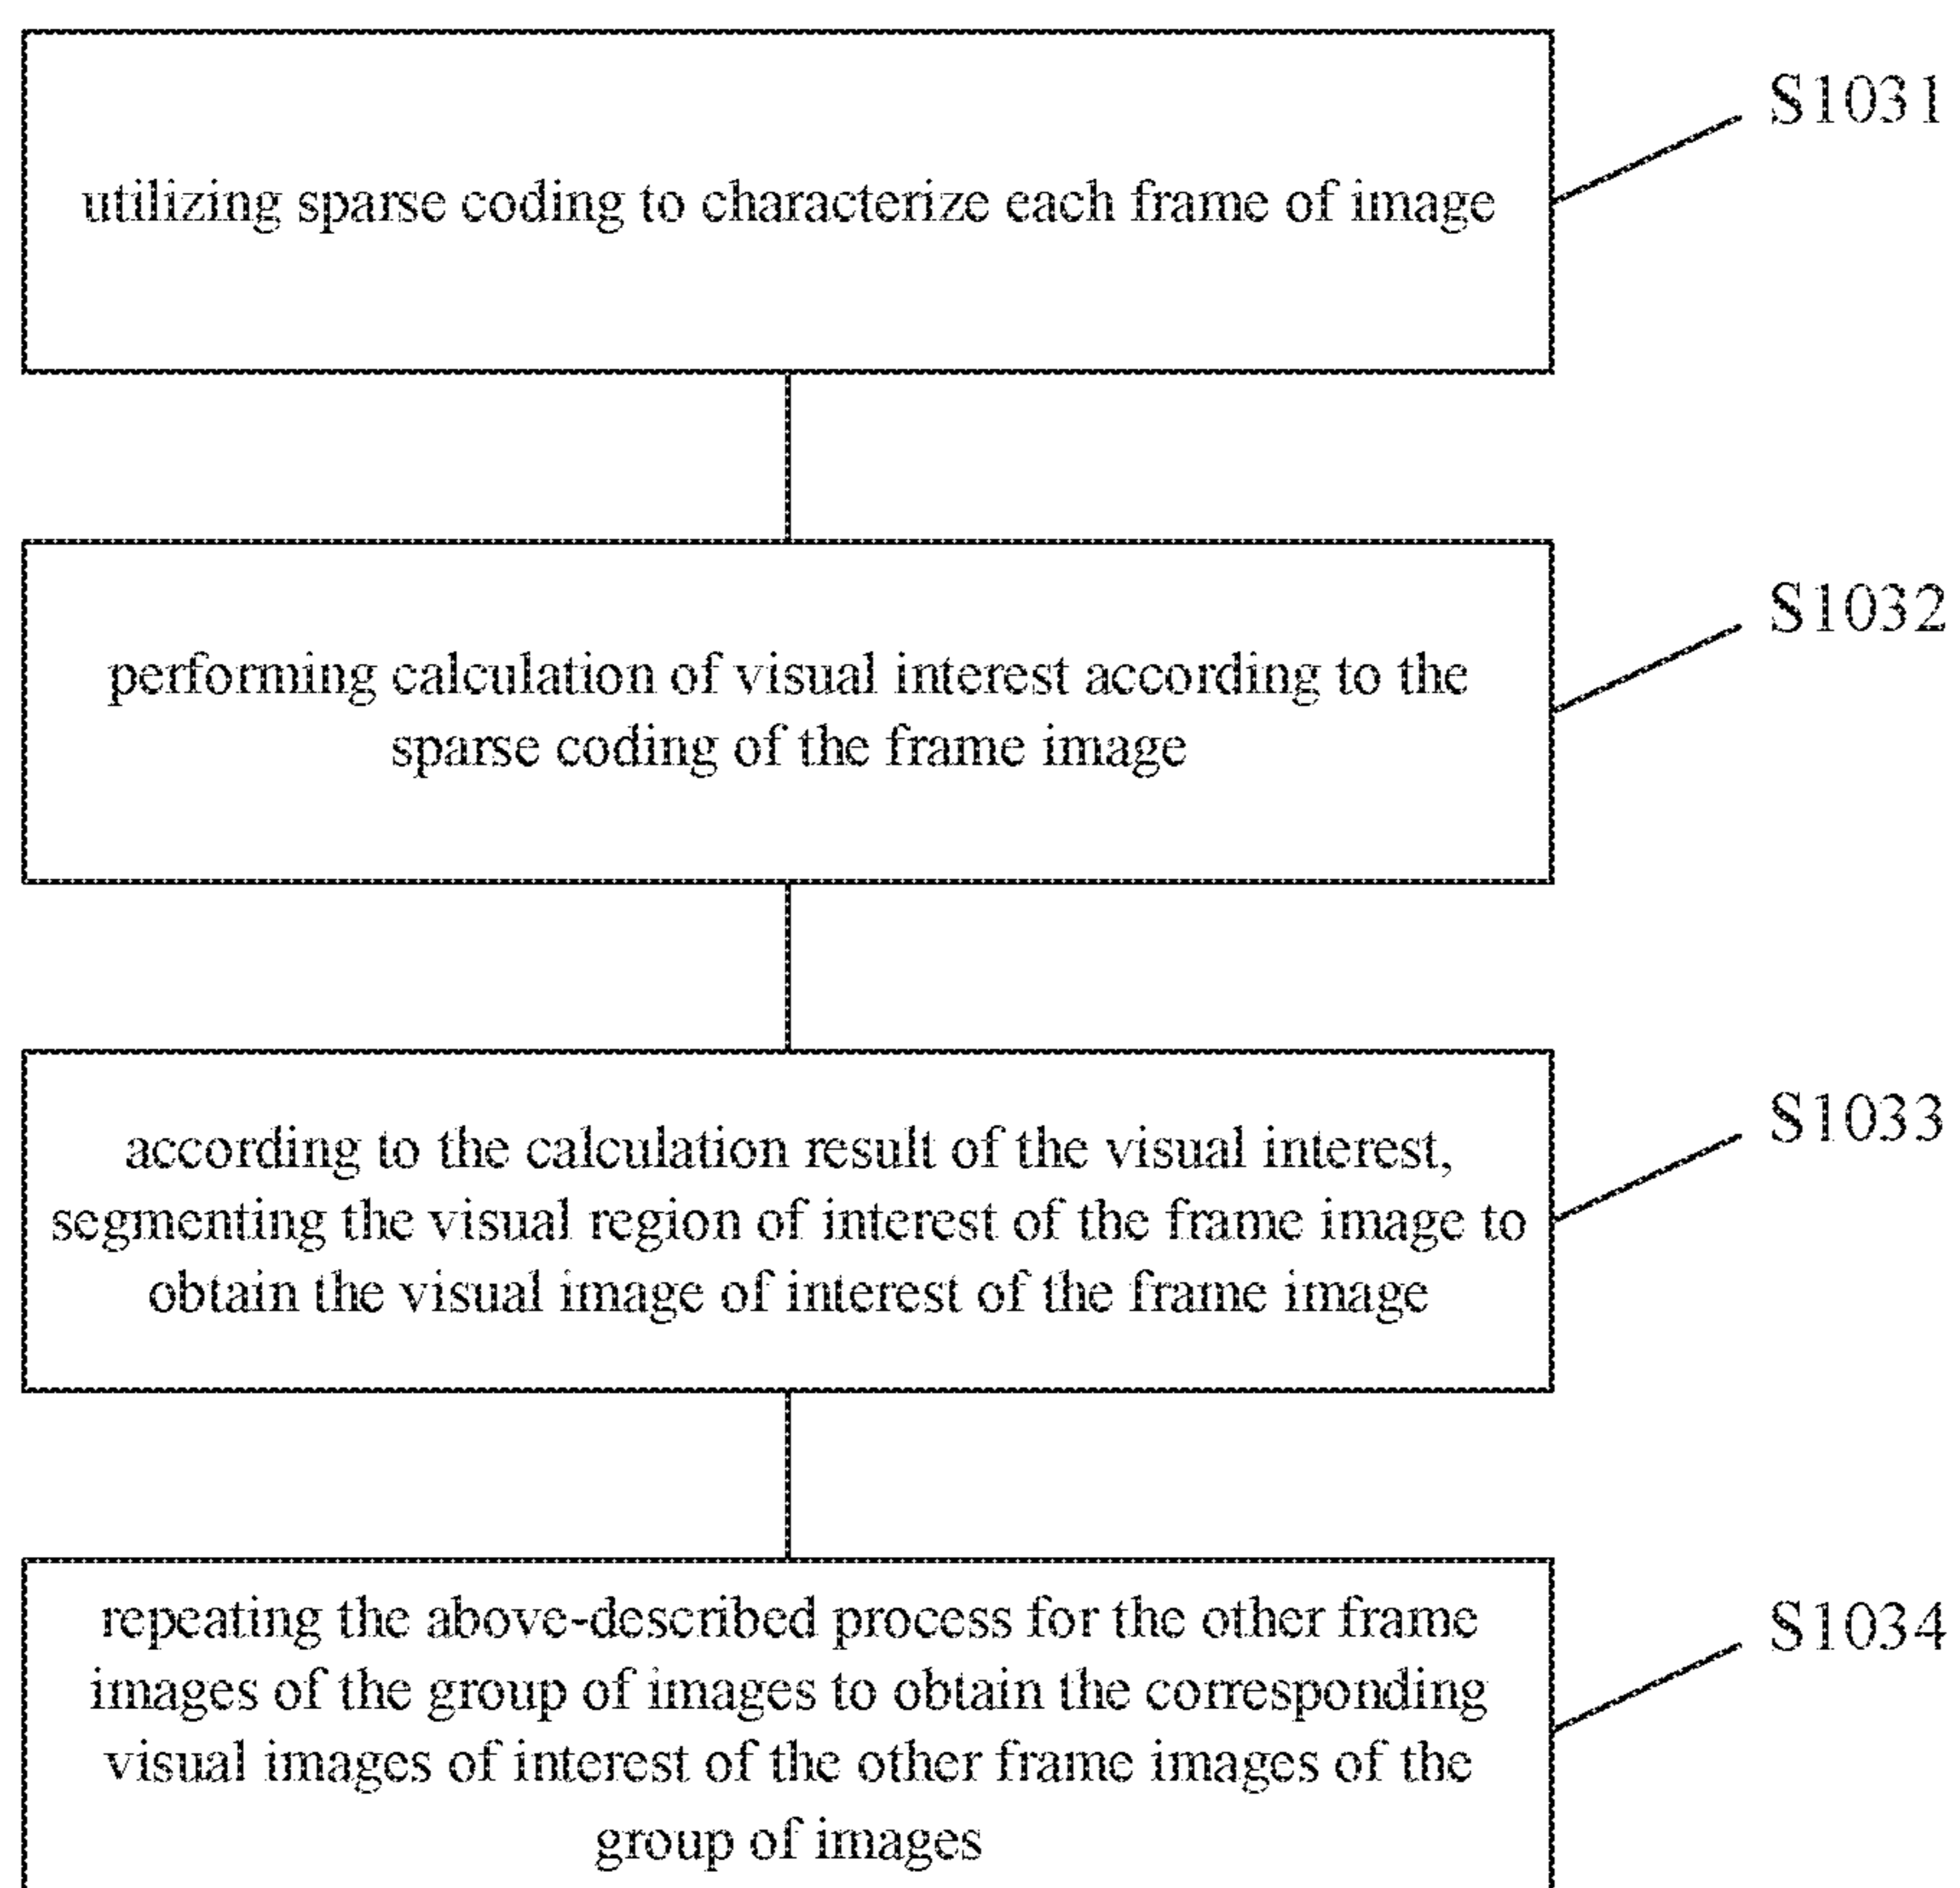 S1031
utilizing sparse coding to characterize each frame of image
S1032
performing calculation of visual interest according to the
sparse coding of the frame image
S1033
according to the calculation result of the visual interest,
segmenting the visual region of interest of the frame image to
obtain the visual image of interest of the frame image
S1034
repeating the above-described process for the other frame
images of the group of images to obtain the corresponding
visual images of interest of the other frame images of the
group of images